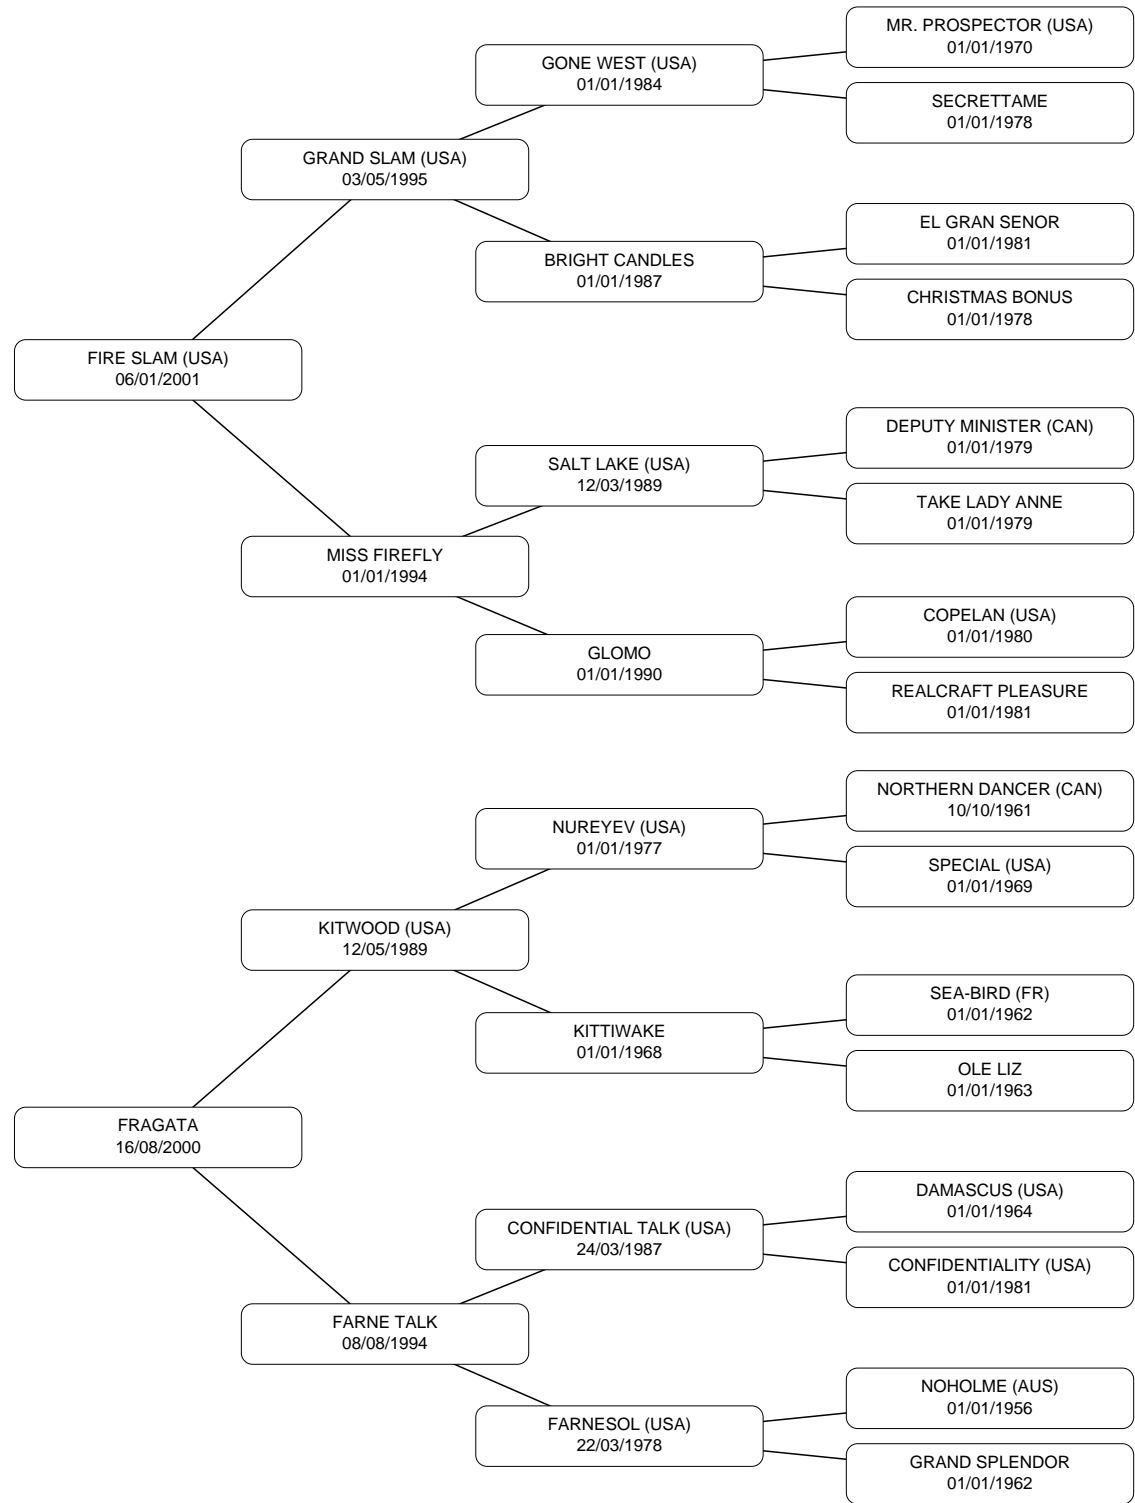 MR. PROSPECTOR (USA)
01/01/1970
GONE WEST (USA)
01/01/1984
SECRETTAME
01/01/1978
GRAND SLAM (USA)
03/05/1995
EL GRAN SENOR
01/01/1981
BRIGHT CANDLES
01/01/1987
CHRISTMAS BONUS
01/01/1978
FIRE SLAM (USA)
06/01/2001
DEPUTY MINISTER (CAN)
01/01/1979
SALT LAKE (USA)
12/03/1989
TAKE LADY ANNE
01/01/1979
MISS FIREFLY
01/01/1994
COPELAN (USA)
01/01/1980
GLOMO
01/01/1990
REALCRAFT PLEASURE
01/01/1981
NORTHERN DANCER (CAN)
10/10/1961
NUREYEV (USA)
01/01/1977
SPECIAL (USA)
01/01/1969
KITWOOD (USA)
12/05/1989
SEA-BIRD (FR)
01/01/1962
KITTIWAKE
01/01/1968
OLE LIZ
01/01/1963
FRAGATA
16/08/2000
DAMASCUS (USA)
01/01/1964
CONFIDENTIAL TALK (USA)
24/03/1987
CONFIDENTIALITY (USA)
01/01/1981
FARNE TALK
08/08/1994
NOHOLME (AUS)
01/01/1956
FARNESOL (USA)
22/03/1978
GRAND SPLENDOR
01/01/1962